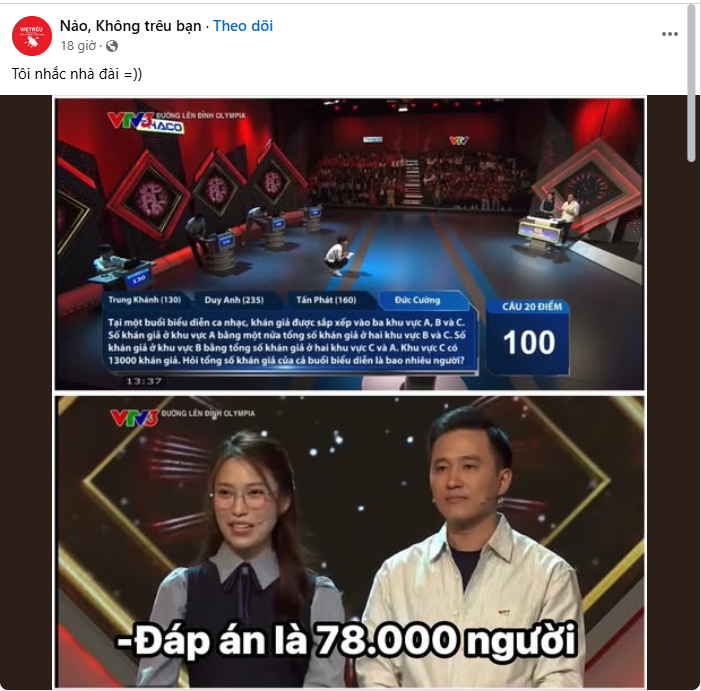 WETRÊU
Nào, Không trêu bạn · Theo dõi
18 giờ ·
Tôi nhắc nhà đài =))
VTV3 ĐƯỜNG LÊN ĐỈNH OLYMPIA
THACO
VTV
130
Trung Khánh (130) Duy Anh (235) Tấn Phát (160) Đức Cường
CÂU 20 ĐIỂM
100
Tại một buổi biểu diễn ca nhạc, khán giả được sắp xếp vào ba khu vực A, B và C.
Số khán giả ở khu vực A bằng một nửa tổng số khán giả ở hai khu vực B và C. Số
khán giả ở khu vực B bằng tổng số khán giả ở hai khu vực C và A. Khu vực C có
13000 khán giả. Hỏi tổng số khán giả của cả buổi biểu diễn là bao nhiêu người?
13:37
VTV3 ĐƯỜNG LÊN ĐỈNH OLYMPIA
-Đáp án là 78.000 người